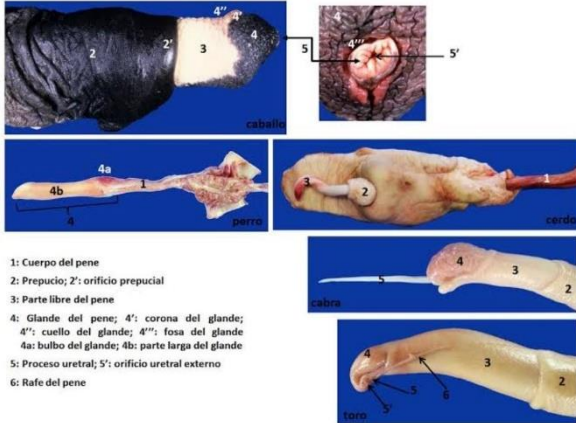 4''
4'
4
2
2'
3
4
5
4'''
5'
caballo
4a
4b
1
4
perro
3
2
1
cerdo
1: Cuerpo del pene
2: Prepucio; 2': orificio prepucial
3: Parte libre del pene
4: Glande del pene; 4': corona del glande;
4'': cuello del glande; 4''': fosa del glande
4a: bulbo del glande; 4b: parte larga del glande
5: Proceso uretral; 5': orificio uretral externo
6: Rafe del pene
4
3
5
2
cabra
4
3
2
5
5'
6
toro